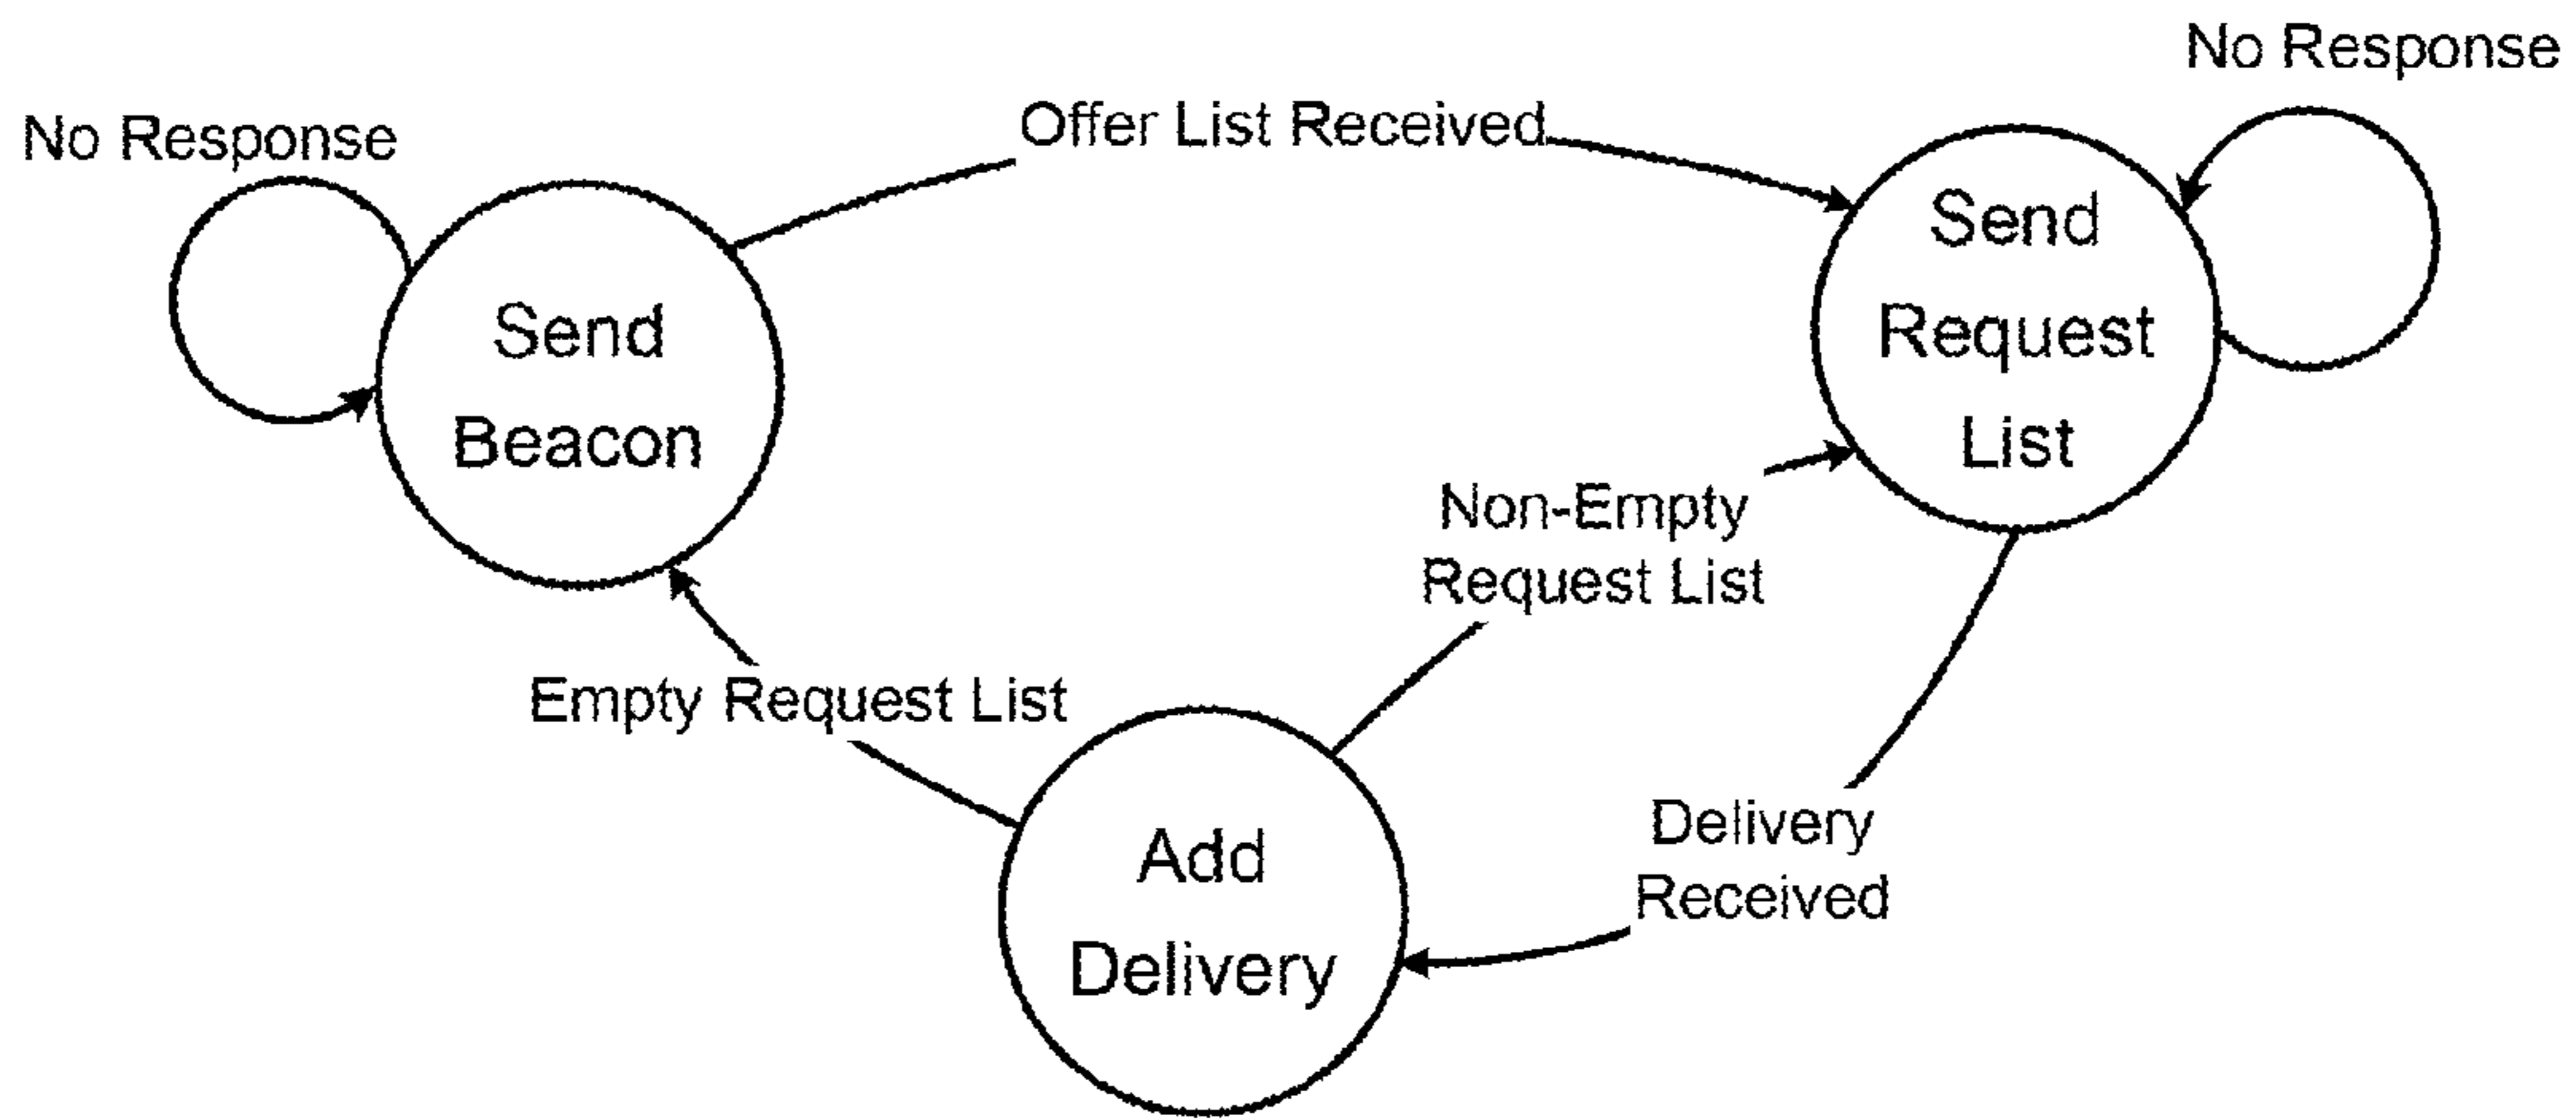 No Response
Offer List Received
No Response
Send
Beacon
Send
Request
List
Non-Empty
Request List
Empty Request List
Delivery
Received
Add
Delivery